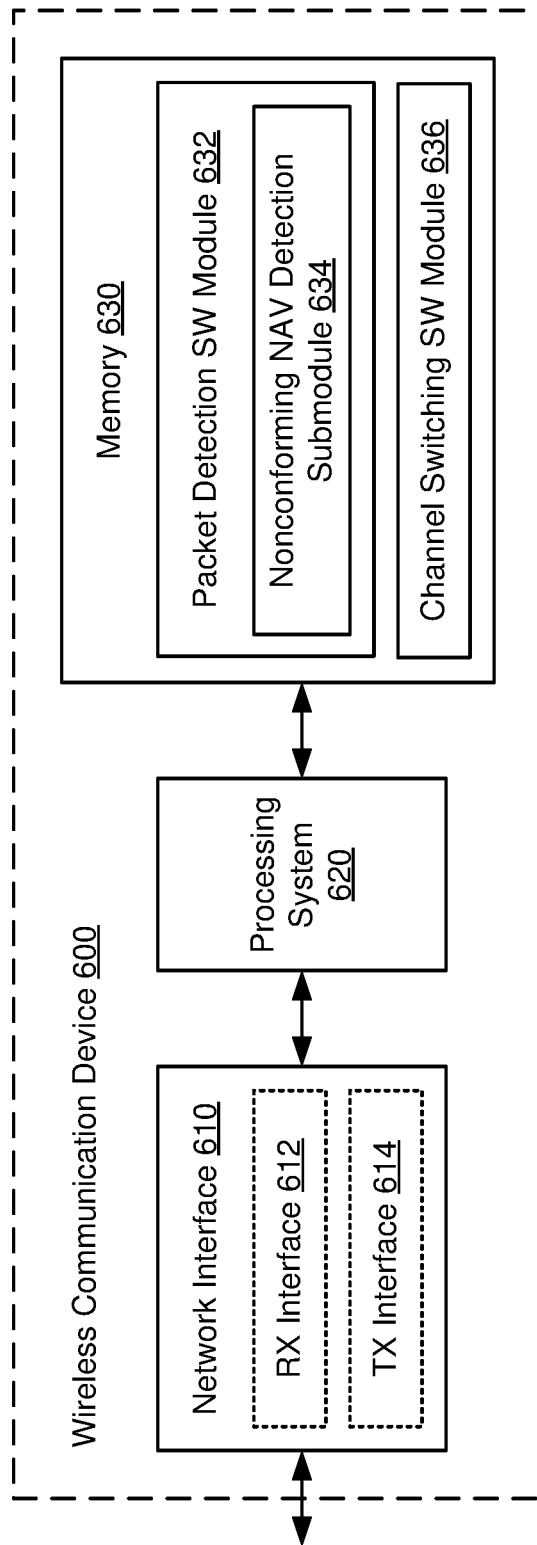 Wireless Communication Device 600
Network Interface 610
RX Interface 612
TX Interface 614
Processing
System
620
Memory 630
Packet Detection SW Module 632
Nonconforming NAV Detection
Submodule 634
Channel Switching SW Module 636